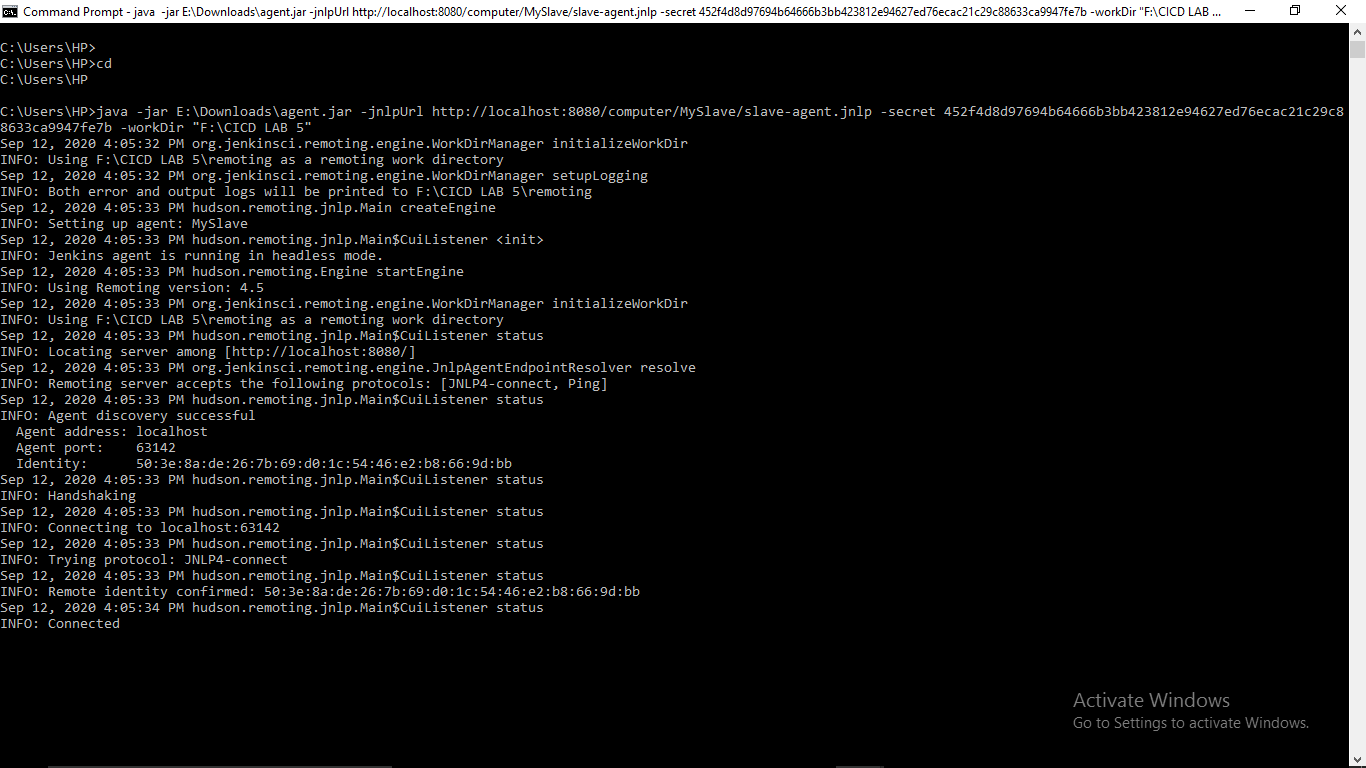 Command Prompt - java -jar E:\Downloads\agent.jar -jnlpUrl http://localhost:8080/computer/MySlave/slave-agent.jnlp -secret 452f4d8d97694b64666b3bb423812e94627ed76ecac21c29c88633ca9947fe7b -workDir "F:\CICD LAB ...
C:\Users\HP>
C:\Users\HP>cd
C:\Users\HP
C:\Users\HP>java -jar E:\Downloads\agent.jar -jnlpUrl http://localhost:8080/computer/MySlave/slave-agent.jnlp -secret 452f4d8d97694b64666b3bb423812e94627ed76ecac21c29c8
8633ca9947fe7b -workDir "F:\CICD LAB 5"
Sep 12, 2020 4:05:32 PM org.jenkinsci.remoting.engine.WorkDirManager initializeWorkDir
INFO: Using F:\CICD LAB 5\remoting as a remoting work directory
Sep 12, 2020 4:05:32 PM org.jenkinsci.remoting.engine.WorkDirManager setupLogging
INFO: Both error and output logs will be printed to F:\CICD LAB 5\remoting
Sep 12, 2020 4:05:33 PM hudson.remoting.jnlp.Main createEngine
INFO: Setting up agent: MySlave
Sep 12, 2020 4:05:33 PM hudson.remoting.jnlp.Main$CuiListener <init>
INFO: Jenkins agent is running in headless mode.
Sep 12, 2020 4:05:33 PM hudson.remoting.Engine startEngine
INFO: Using Remoting version: 4.5
Sep 12, 2020 4:05:33 PM org.jenkinsci.remoting.engine.WorkDirManager initializeWorkDir
INFO: Using F:\CICD LAB 5\remoting as a remoting work directory
Sep 12, 2020 4:05:33 PM hudson.remoting.jnlp.Main$CuiListener status
INFO: Locating server among [http://localhost:8080/]
Sep 12, 2020 4:05:33 PM org.jenkinsci.remoting.engine.JnlpAgentEndpointResolver resolve
INFO: Remoting server accepts the following protocols: [JNLP4-connect, Ping]
Sep 12, 2020 4:05:33 PM hudson.remoting.jnlp.Main$CuiListener status
INFO: Agent discovery successful
  Agent address: localhost
  Agent port:    63142
  Identity:      50:3e:8a:de:26:7b:69:d0:1c:54:46:e2:b8:66:9d:bb
Sep 12, 2020 4:05:33 PM hudson.remoting.jnlp.Main$CuiListener status
INFO: Handshaking
Sep 12, 2020 4:05:33 PM hudson.remoting.jnlp.Main$CuiListener status
INFO: Connecting to localhost:63142
Sep 12, 2020 4:05:33 PM hudson.remoting.jnlp.Main$CuiListener status
INFO: Trying protocol: JNLP4-connect
Sep 12, 2020 4:05:33 PM hudson.remoting.jnlp.Main$CuiListener status
INFO: Remote identity confirmed: 50:3e:8a:de:26:7b:69:d0:1c:54:46:e2:b8:66:9d:bb
Sep 12, 2020 4:05:34 PM hudson.remoting.jnlp.Main$CuiListener status
INFO: Connected
Activate Windows
Go to Settings to activate Windows.